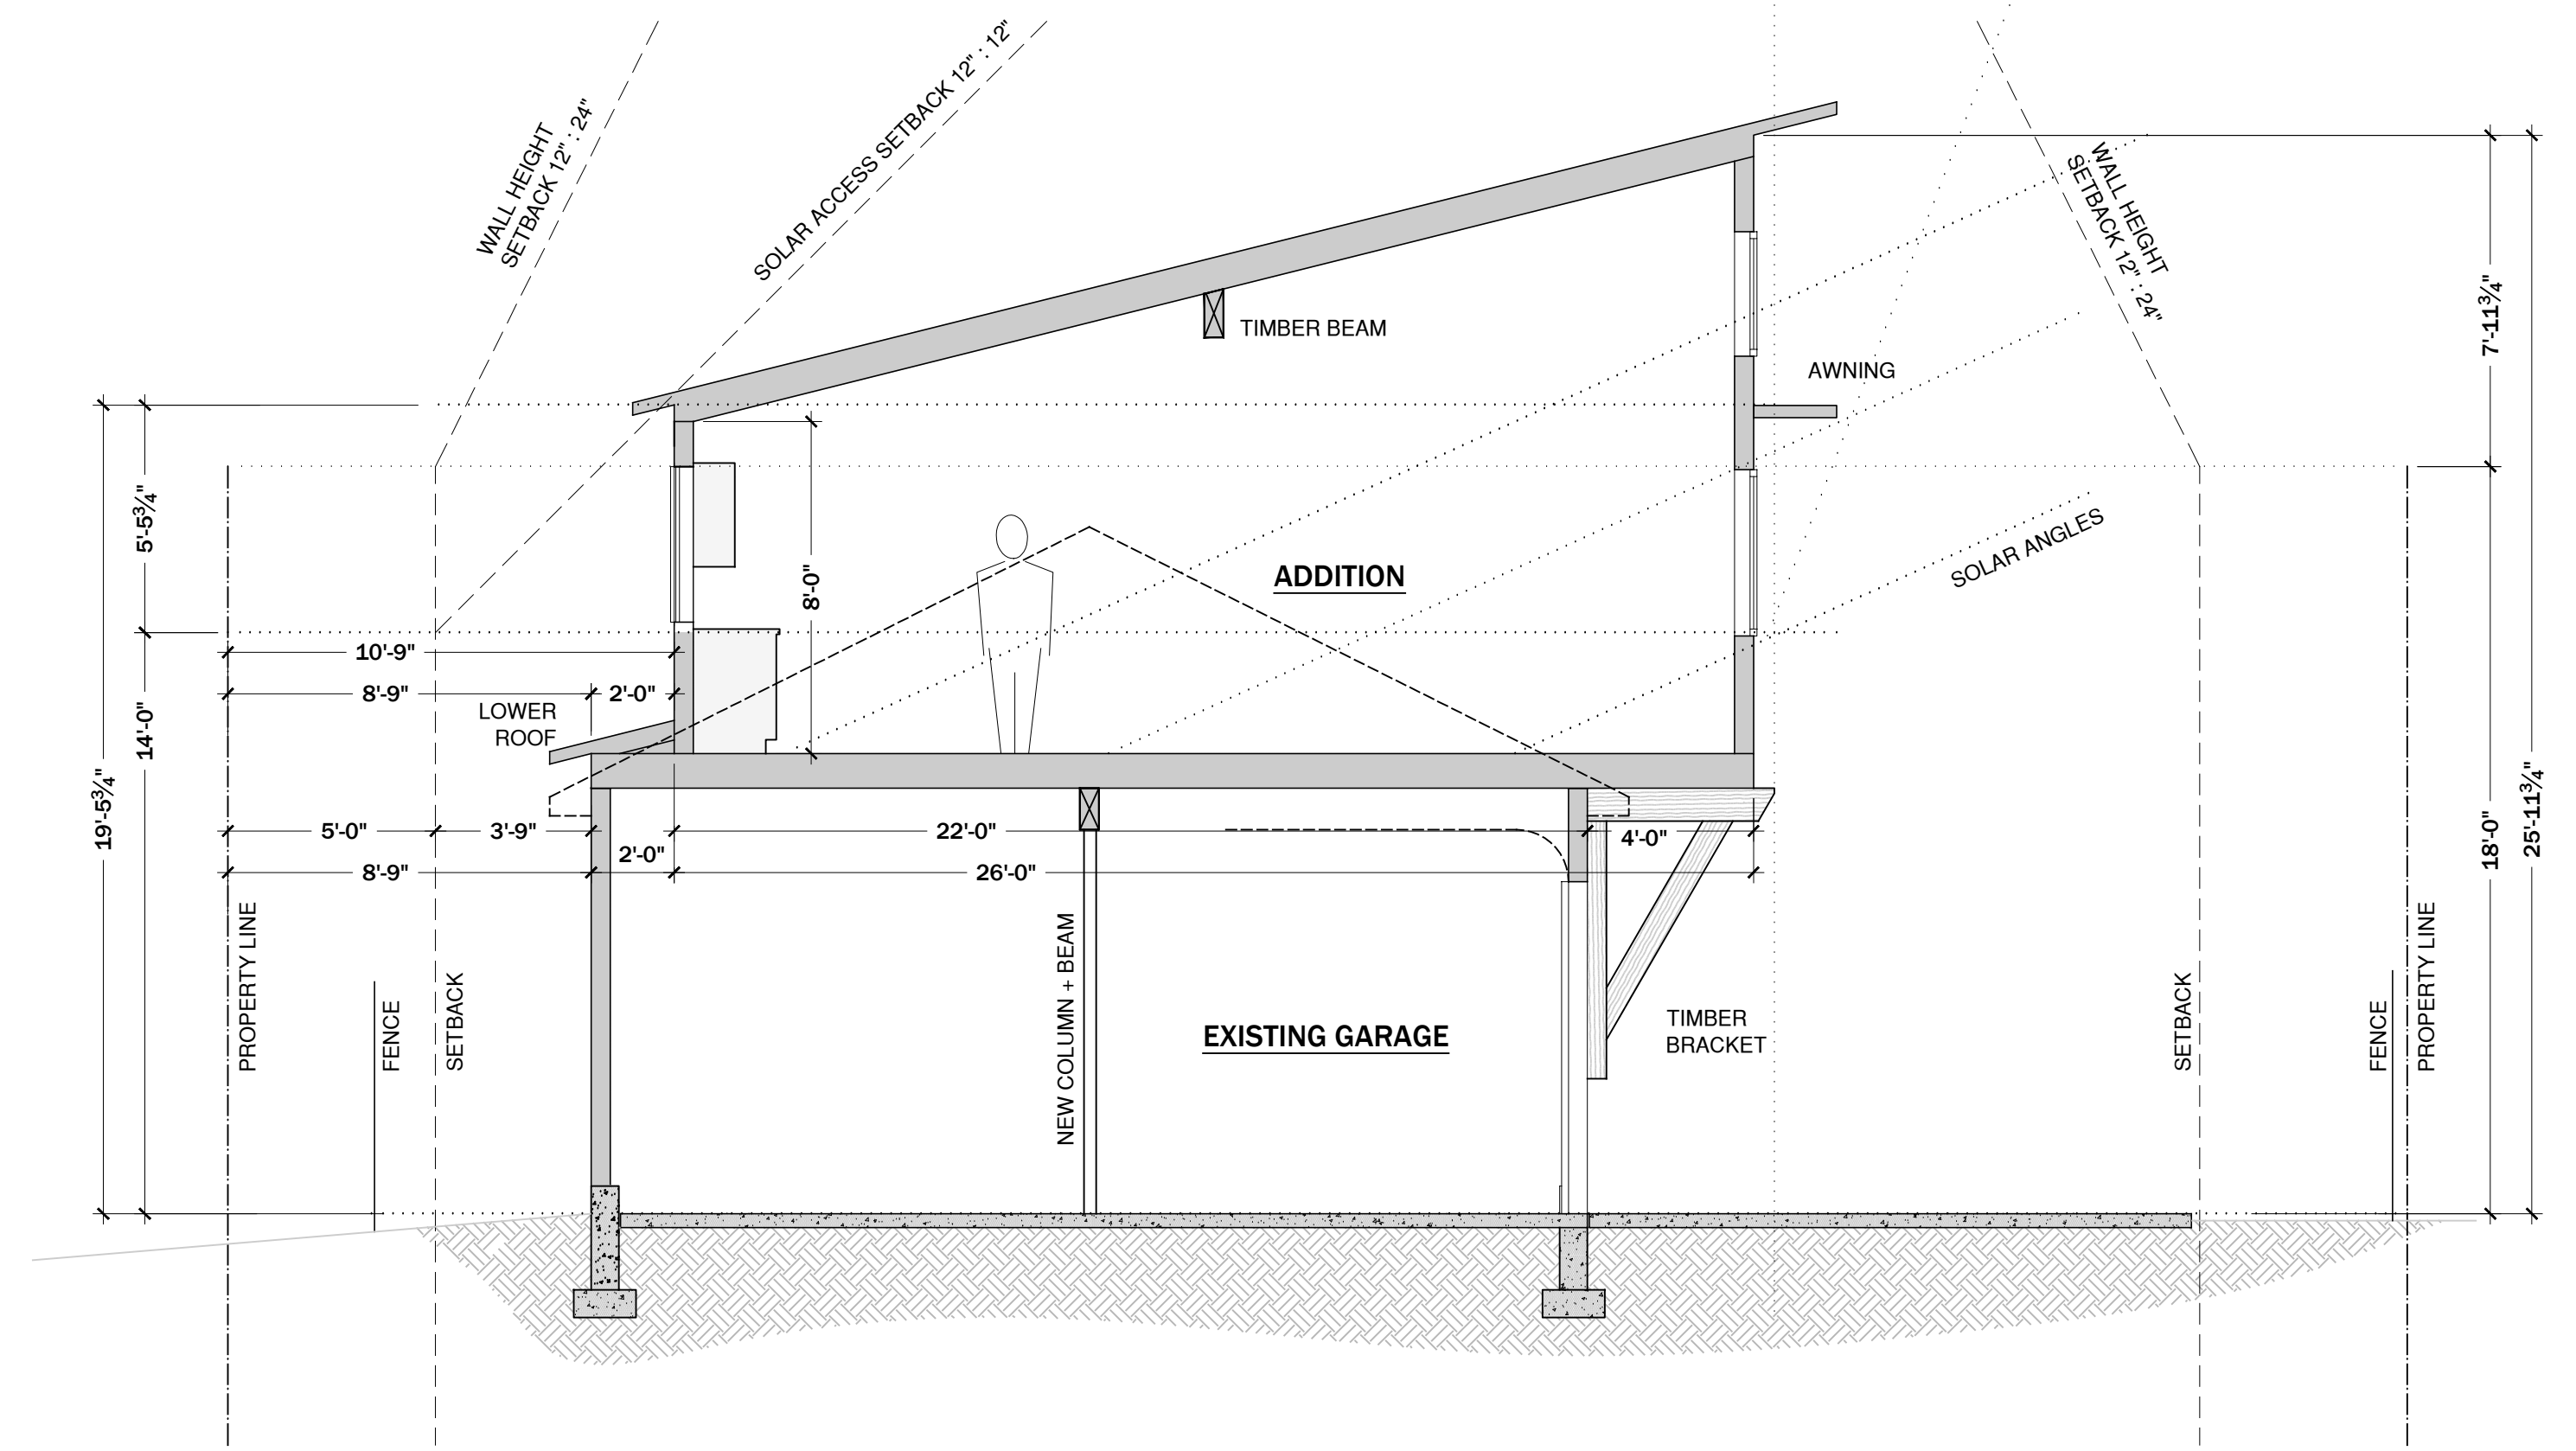 WALL HEIGHT
SETBACK 12" : 24"
SOLAR ACCESS SETBACK 12" : 12"
WALL HEIGHT
SETBACK 12" : 24"
7'-11¾"
TIMBER BEAM
AWNING
5'-5¾"
8'-0"
ADDITION
SOLAR ANGLES
10'-9"
8'-9"
2'-0"
LOWER
ROOF
14'-0"
19'-5¾"
5'-0"
3'-9"
22'-0"
4'-0"
2'-0"
8'-9"
26'-0"
18'-0"
25'-11¾"
PROPERTY LINE
FENCE
SETBACK
NEW COLUMN + BEAM
EXISTING GARAGE
TIMBER
BRACKET
SETBACK
FENCE
PROPERTY LINE